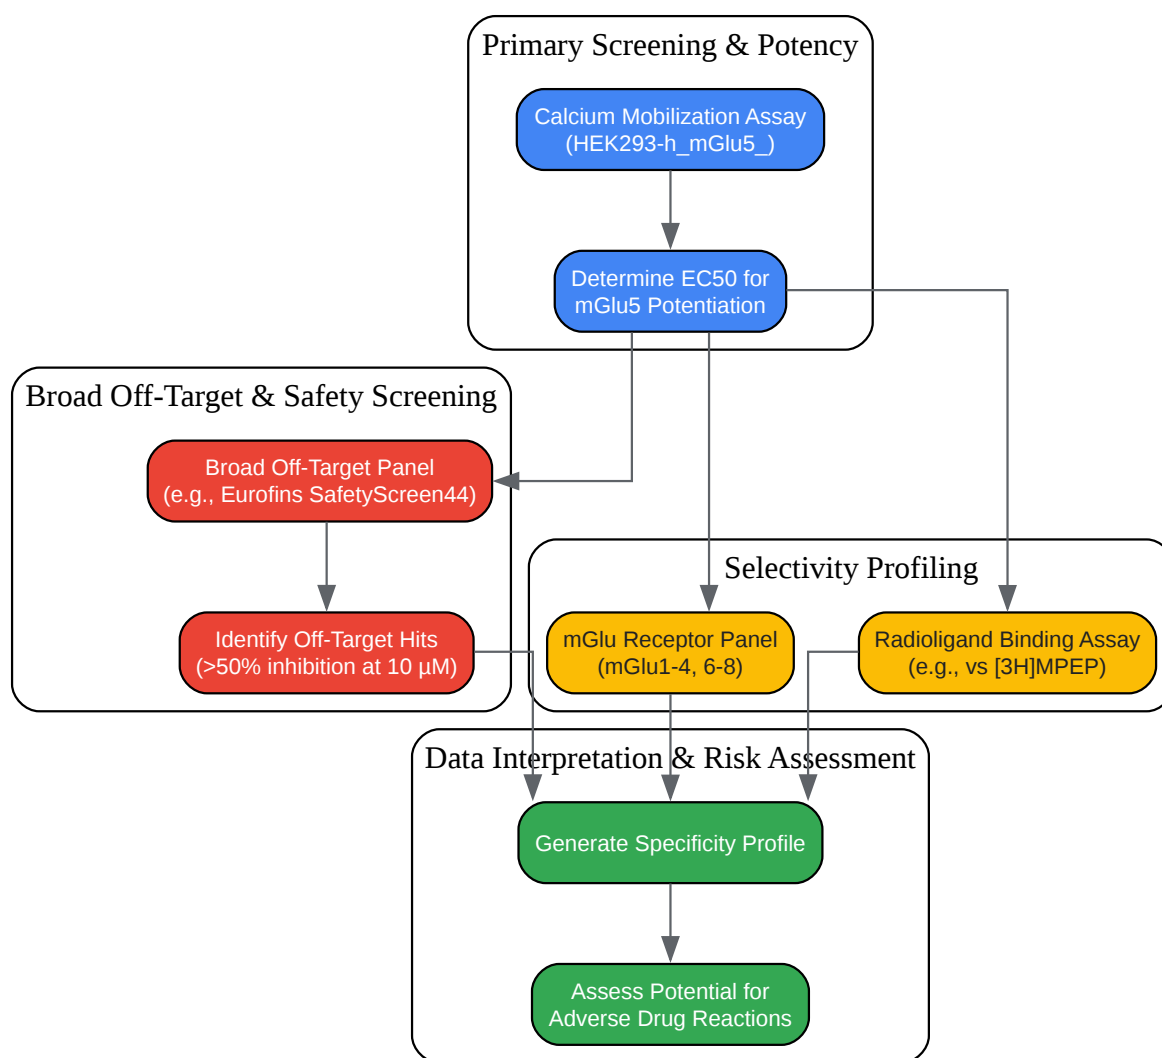 Primary Screening & Potency
Calcium Mobilization Assay
(HEK293-h_mGlu5_)
Determine EC50 for
mGlu5 Potentiation
Broad Off-Target & Safety Screening
Broad Off-Target Panel
(e.g., Eurofins SafetyScreen44)
Identify Off-Target Hits
(>50% inhibition at 10 µM)
Selectivity Profiling
mGlu Receptor Panel
(mGlu1-4, 6-8)
Radioligand Binding Assay
(e.g., vs [3H]MPEP)
Data Interpretation & Risk Assessment
Generate Specificity Profile
Assess Potential for
Adverse Drug Reactions